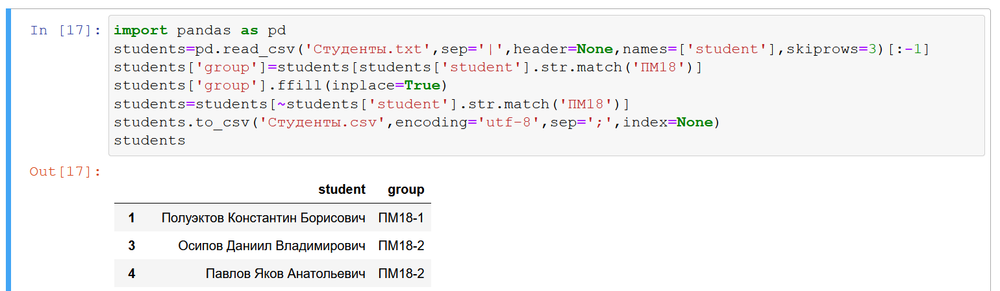 In [17]: import pandas as pd
students=pd.read_csv('Студенты.txt',sep='|',header=None,names=['student'],skiprows=3)[:-1]
students['group']=students[students['student'].str.match('ПМ18')]
students['group'].ffill(inplace=True)
students=students[~students['student'].str.match('ПМ18')]
students.to_csv('Студенты.csv',encoding='utf-8',sep=';',index=None)
students
Out[17]:
student group
1 Полуэктов Константин Борисович ПМ18-1
3 Осипов Даниил Владимирович ПМ18-2
4 Павлов Яков Анатольевич ПМ18-2